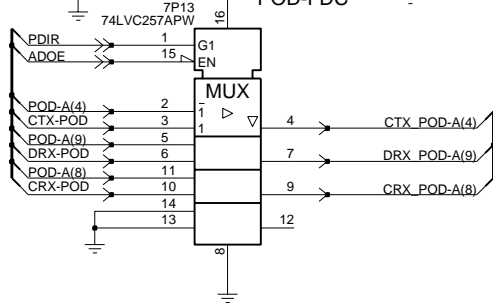 POD-PDC
7P13
74LVC257APW
16
PDIR 1 G1
ADOE 15 EN
MUX
POD-A(4) 2 1
CTX-POD 3 1 4 CTX_POD-A(4)
POD-A(9) 5
DRX-POD 6 7 DRX_POD-A(9)
POD-A(8) 11
CRX-POD 10 9 CRX_POD-A(8)
14
13 12
8